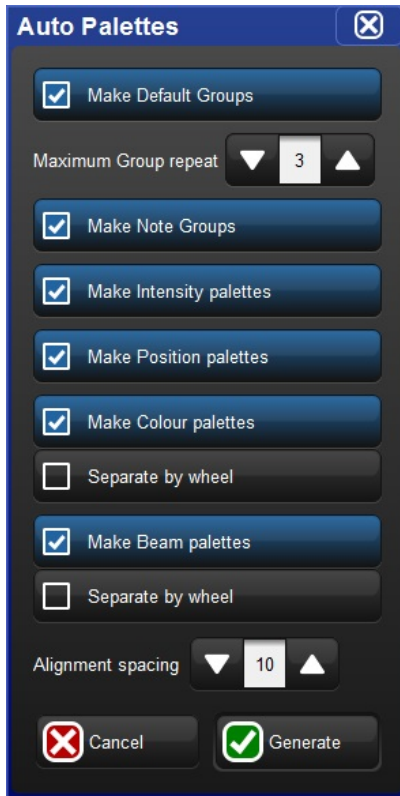 Auto Palettes
Make Default Groups
Maximum Group repeat 3
Make Note Groups
Make Intensity palettes
Make Position palettes
Make Colour palettes
Separate by wheel
Make Beam palettes
Separate by wheel
Alignment spacing 10
Cancel Generate